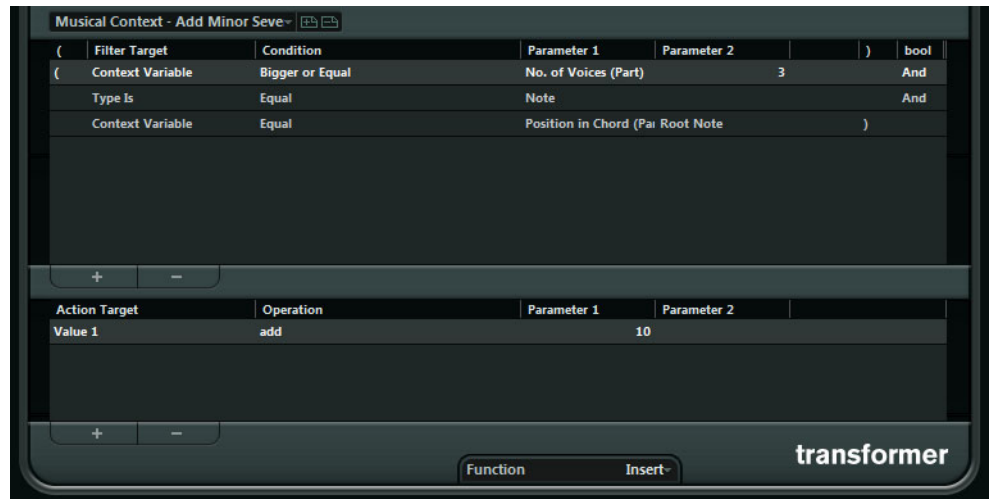 Musical Context - Add Minor Seve
( Filter Target Condition Parameter 1 Parameter 2 ) bool
( Context Variable Bigger or Equal No. of Voices (Part) 3 And
Type Is Equal Note And
Context Variable Equal Position in Chord (Par Root Note )
+ −
Action Target Operation Parameter 1 Parameter 2
Value 1 add 10
+ −
transformer
Function Insert